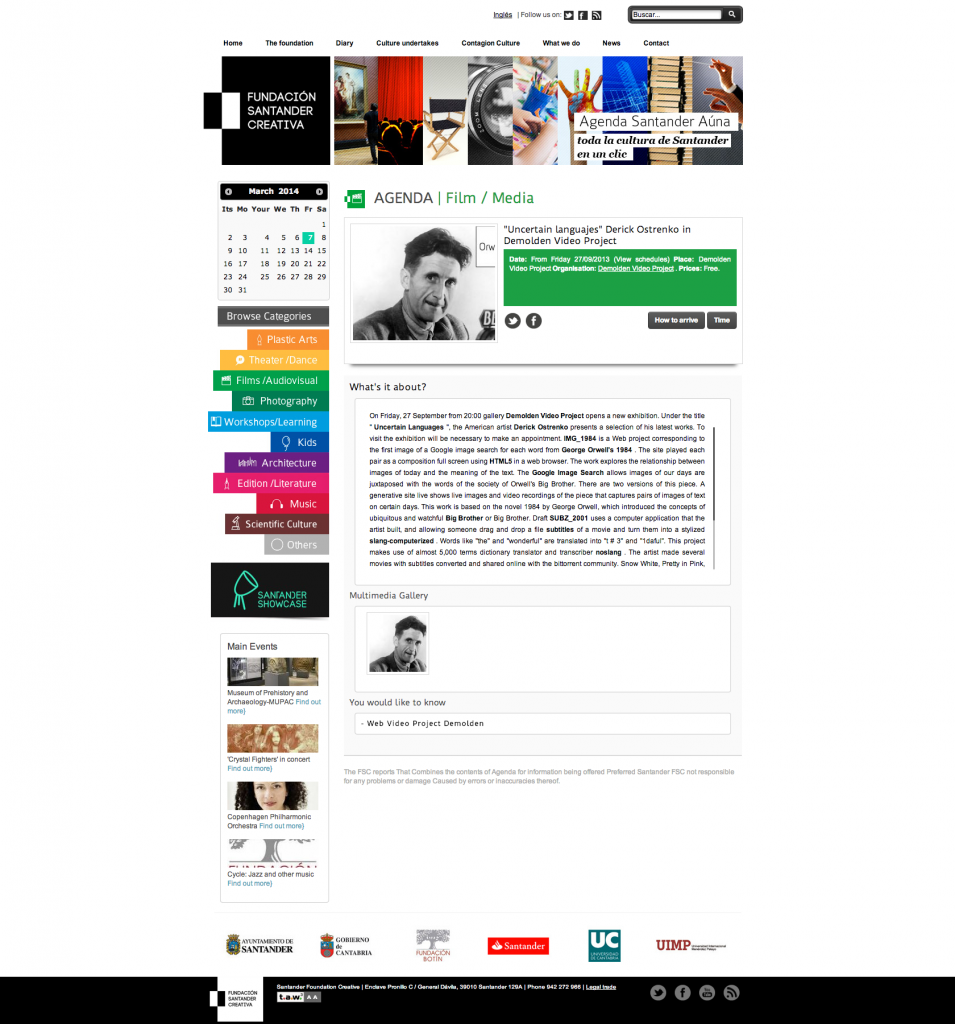 Inglés | Follow us on:
Buscar...
Home The foundation Diary Culture undertakes Contagion Culture What we do News Contact
FUNDACIÓN
SANTANDER
CREATIVA
Agenda Santander Aúna
toda la cultura de Santander
en un clic
March 2014
Its Mo Your We Th Fr Sa
1
2 3 4 5 6 7 8
9 10 11 12 13 14 15
16 17 18 19 20 21 22
23 24 25 26 27 28 29
30 31
Browse Categories
Plastic Arts
Theater /Dance
Films /Audiovisual
Photography
Workshops/Learning
Kids
Architecture
Edition /Literature
Music
Scientific Culture
Others
SANTANDER
SHOWCASE
Main Events
Museum of Prehistory and
Archaeology-MUPAC Find out
more}
'Crystal Fighters' in concert
Find out more}
Copenhagen Philharmonic
Orchestra Find out more}
FUNDACIÓN
Cycle: Jazz and other music
Find out more}
AGENDA | Film / Media
Orw
"Uncertain languajes" Derick Ostrenko in
Demolden Video Project
Date: From Friday 27/09/2013 (View schedules) Place: Demolden
Video Project Organisation: Demolden Video Project . Prices: Free.
How to arrive Time
What's it about?
On Friday, 27 September from 20:00 gallery Demolden Video Project opens a new exhibition. Under the title
" Uncertain Languages ", the American artist Derick Ostrenko presents a selection of his latest works. To
visit the exhibition will be necessary to make an appointment. IMG_1984 is a Web project corresponding to
the first image of a Google image search for each word from George Orwell's 1984 . The site played each
pair as a composition full screen using HTML5 in a web browser. The work explores the relationship between
images of today and the meaning of the text. The Google Image Search allows images of our days are
juxtaposed with the words of the society of Orwell's Big Brother. There are two versions of this piece. A
generative site live shows live images and video recordings of the piece that captures pairs of images of text
on certain days. This work is based on the novel 1984 by George Orwell, which introduced the concepts of
ubiquitous and watchful Big Brother or Big Brother. Draft SUBZ_2001 uses a computer application that the
artist built, and allowing someone drag and drop a file subtitles of a movie and turn them into a stylized
slang-computerized . Words like "the" and "wonderful" are translated into "t # 3" and "1daful". This project
makes use of almost 5,000 terms dictionary translator and transcriber noslang . The artist made several
movies with subtitles converted and shared online with the bittorrent community. Snow White, Pretty in Pink,
Multimedia Gallery
You would like to know
- Web Video Project Demolden
The FSC reports That Combines the contents of Agenda for information being offered Preferred Santander FSC not responsible
for any problems or damage Caused by errors or inaccuracies thereof.
AYUNTAMIENTO DE
SANTANDER
GOBIERNO
de
CANTABRIA
FUNDACIÓN
BOTÍN
Santander
UC
UNIVERSIDAD
DE CANTABRIA
UIMP Universidad Internacional
Menéndez Pelayo
FUNDACIÓN
SANTANDER
CREATIVA
Santander Foundation Creative | Enclave Pronillo C / General Dávila, 39010 Santander 129A | Phone 942 272 966 | Legal trade
t.a.w. AA